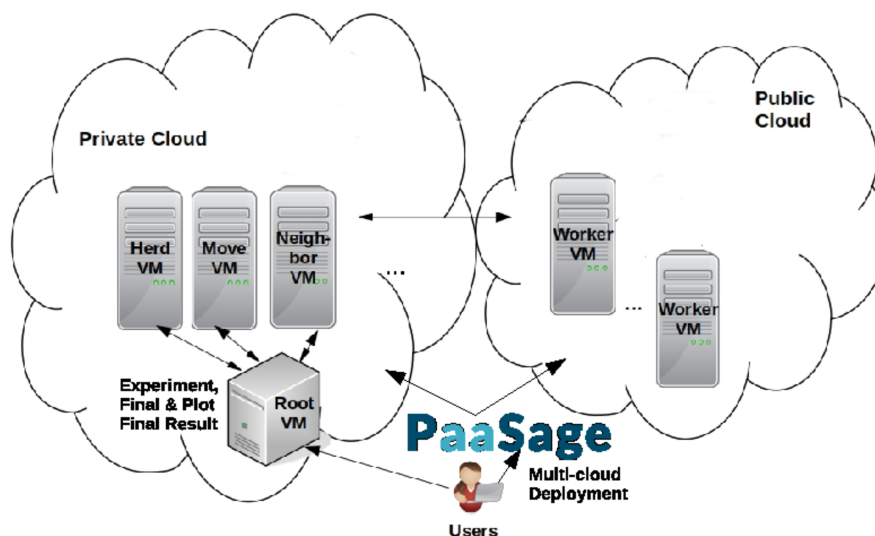 Private Cloud
Public
Cloud
Herd
VM
Move
VM
Neigh-
bor
VM
...
Worker
VM
...
Worker
VM
Experiment,
Final & Plot
Final Result
Root
VM
PaaSage
Multi-cloud
Deployment
Users